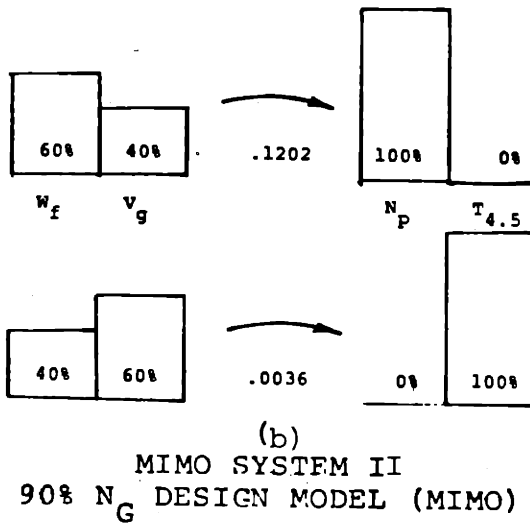 60% 40% .1202 100% 0%
W_f V_g N_p T_4.5
40% 60% .0036 0% 100%
(b)
MIMO SYSTEM II
90% N_G DESIGN MODEL (MIMO)